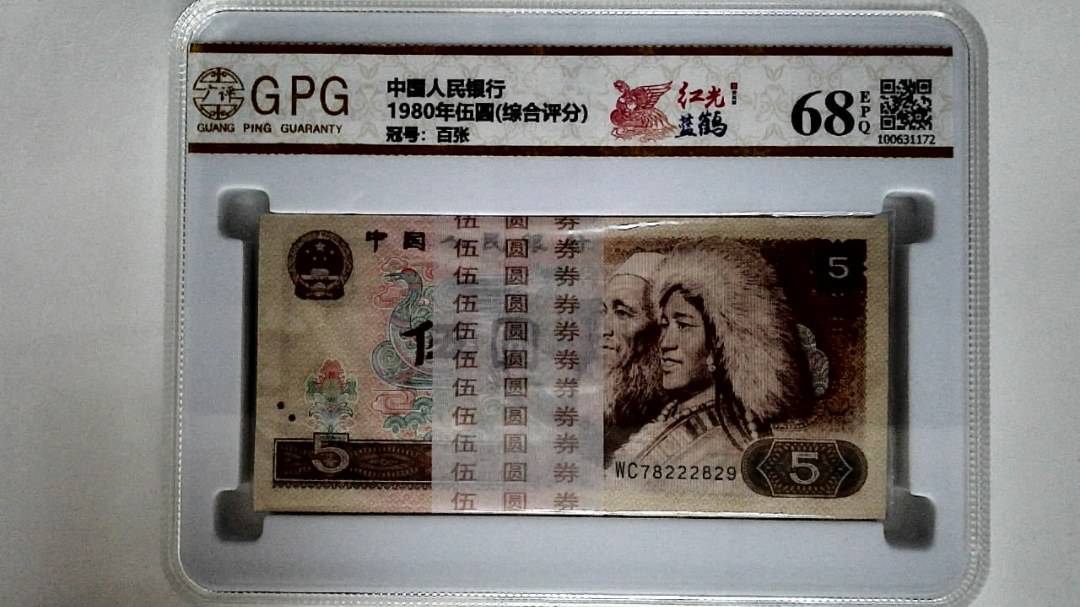 广评
GPG
GUANG PING GUARANTY
中国人民银行
1980年伍圆(综合评分)
冠号：百张
红光
蓝鹤
68
EPQ
100631172
伍 圆 券
中国人民银行
伍 圆 券
伍 圆 券
伍 圆 券
伍 圆 券
伍 圆 券
伍 圆 券
伍 圆 券
伍 圆 券
伍 圆 券
伍 圆 券
5
5
WC78222829
5